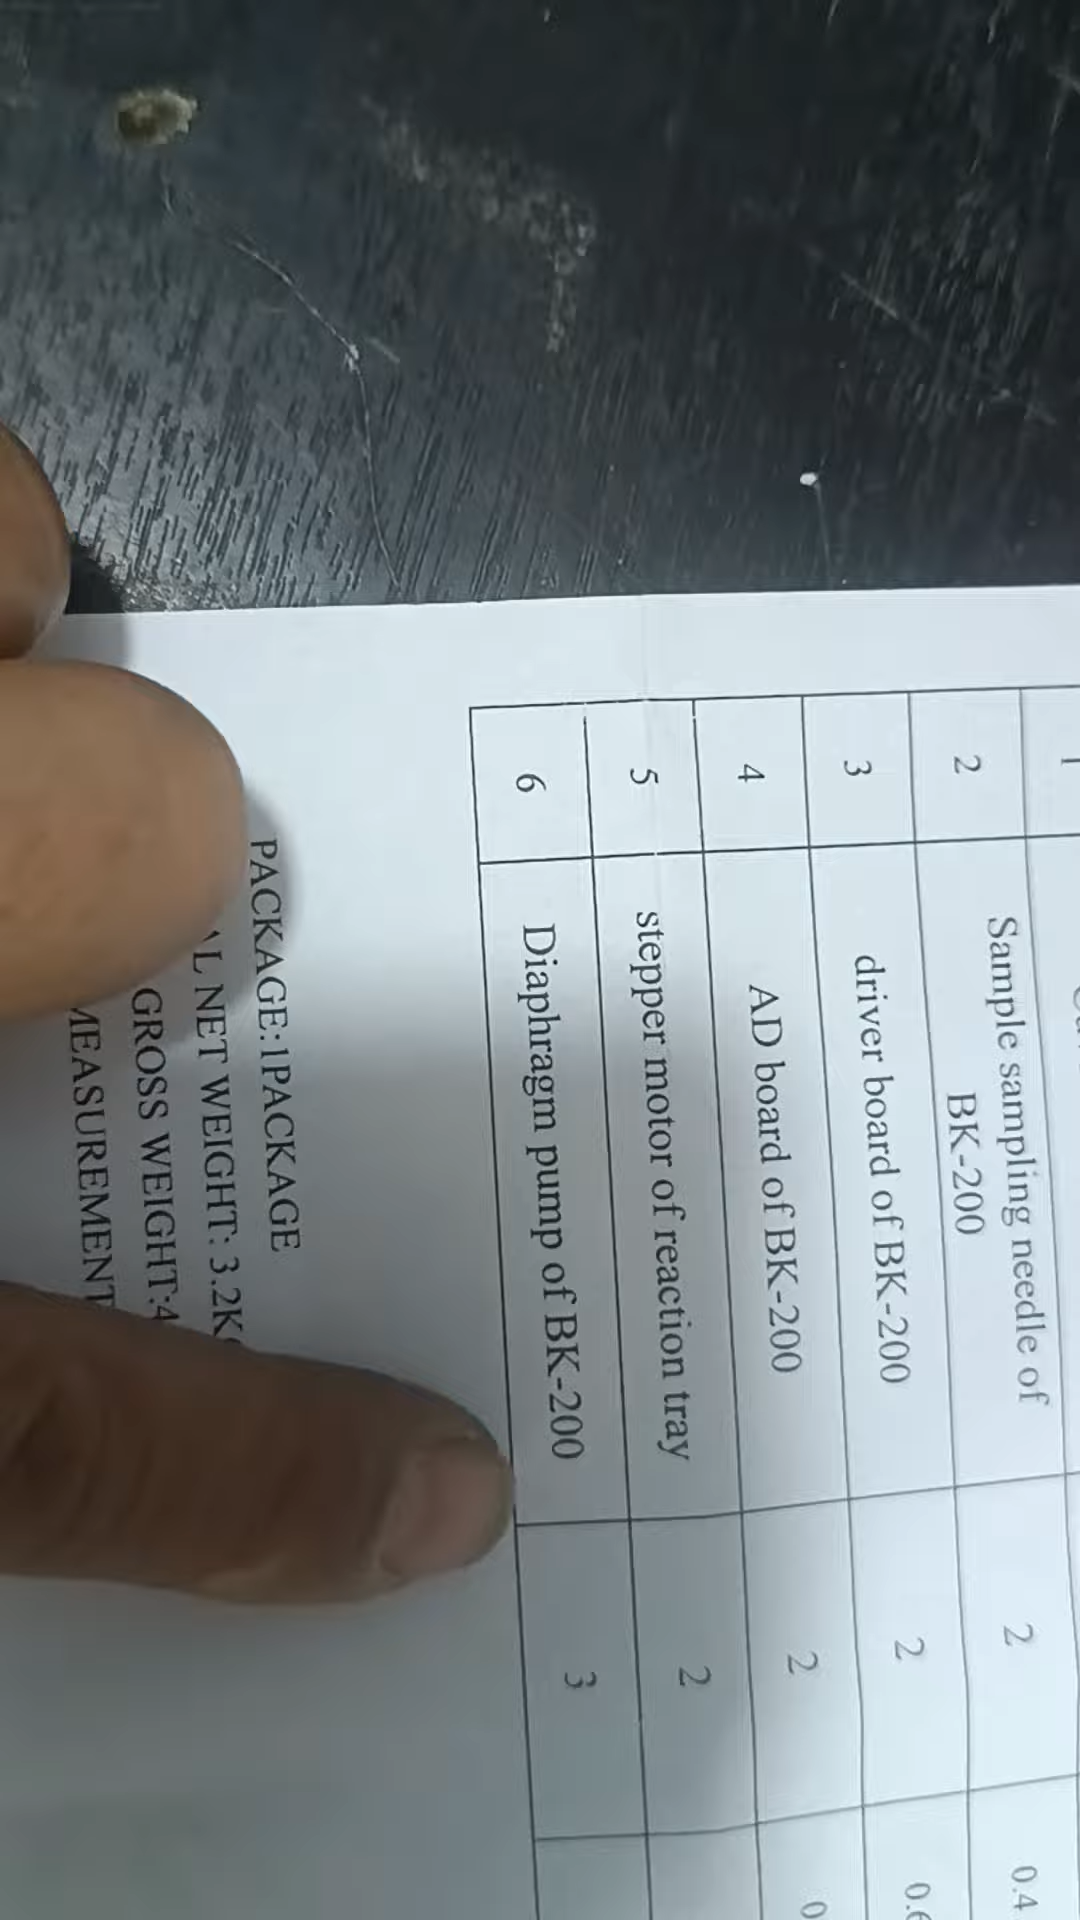 1
2 Sample sampling needle of 2 0.4
BK-200
3 driver board of BK-200 2
4 AD board of BK-200 2
5 stepper motor of reaction tray 2
6 Diaphragm pump of BK-200 3
PACKAGE:1PACKAGE
NET WEIGHT: 3.2K
GROSS WEIGHT:4